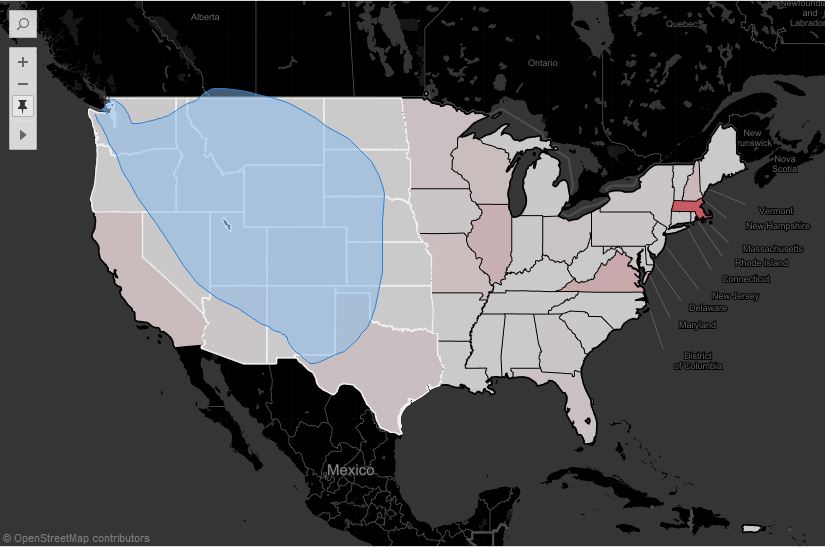 Alberta
Newfoundland
and
Labrador
Quebec
Ontario
New
Brunswick
Nova
Scotia
Vermont
New Hampshire
Massachusetts
Rhode Island
Connecticut
New Jersey
Delaware
Maryland
District
of Columbia
Mexico
© OpenStreetMap contributors